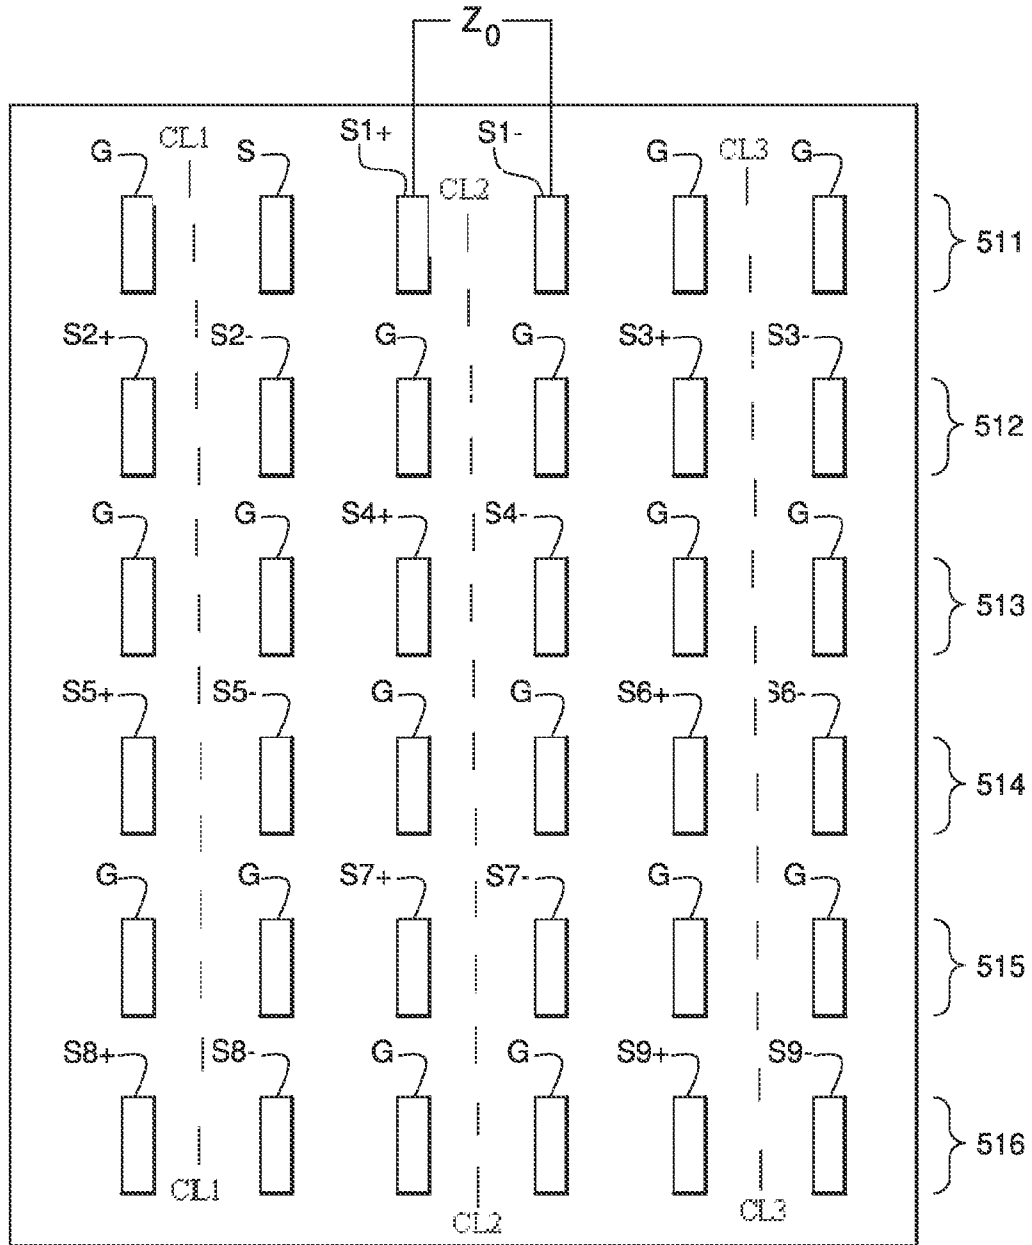 Z0
G CL1 S S1+ S1- G CL3 G
CL2
511
S2+ S2- G G S3+ S3-
512
G G S4+ S4- G G
513
S5+ S5- G G S6+ S6-
514
G G S7+ S7- G G
515
S8+ S8- G G S9+ S9-
516
CL1 CL2 CL3